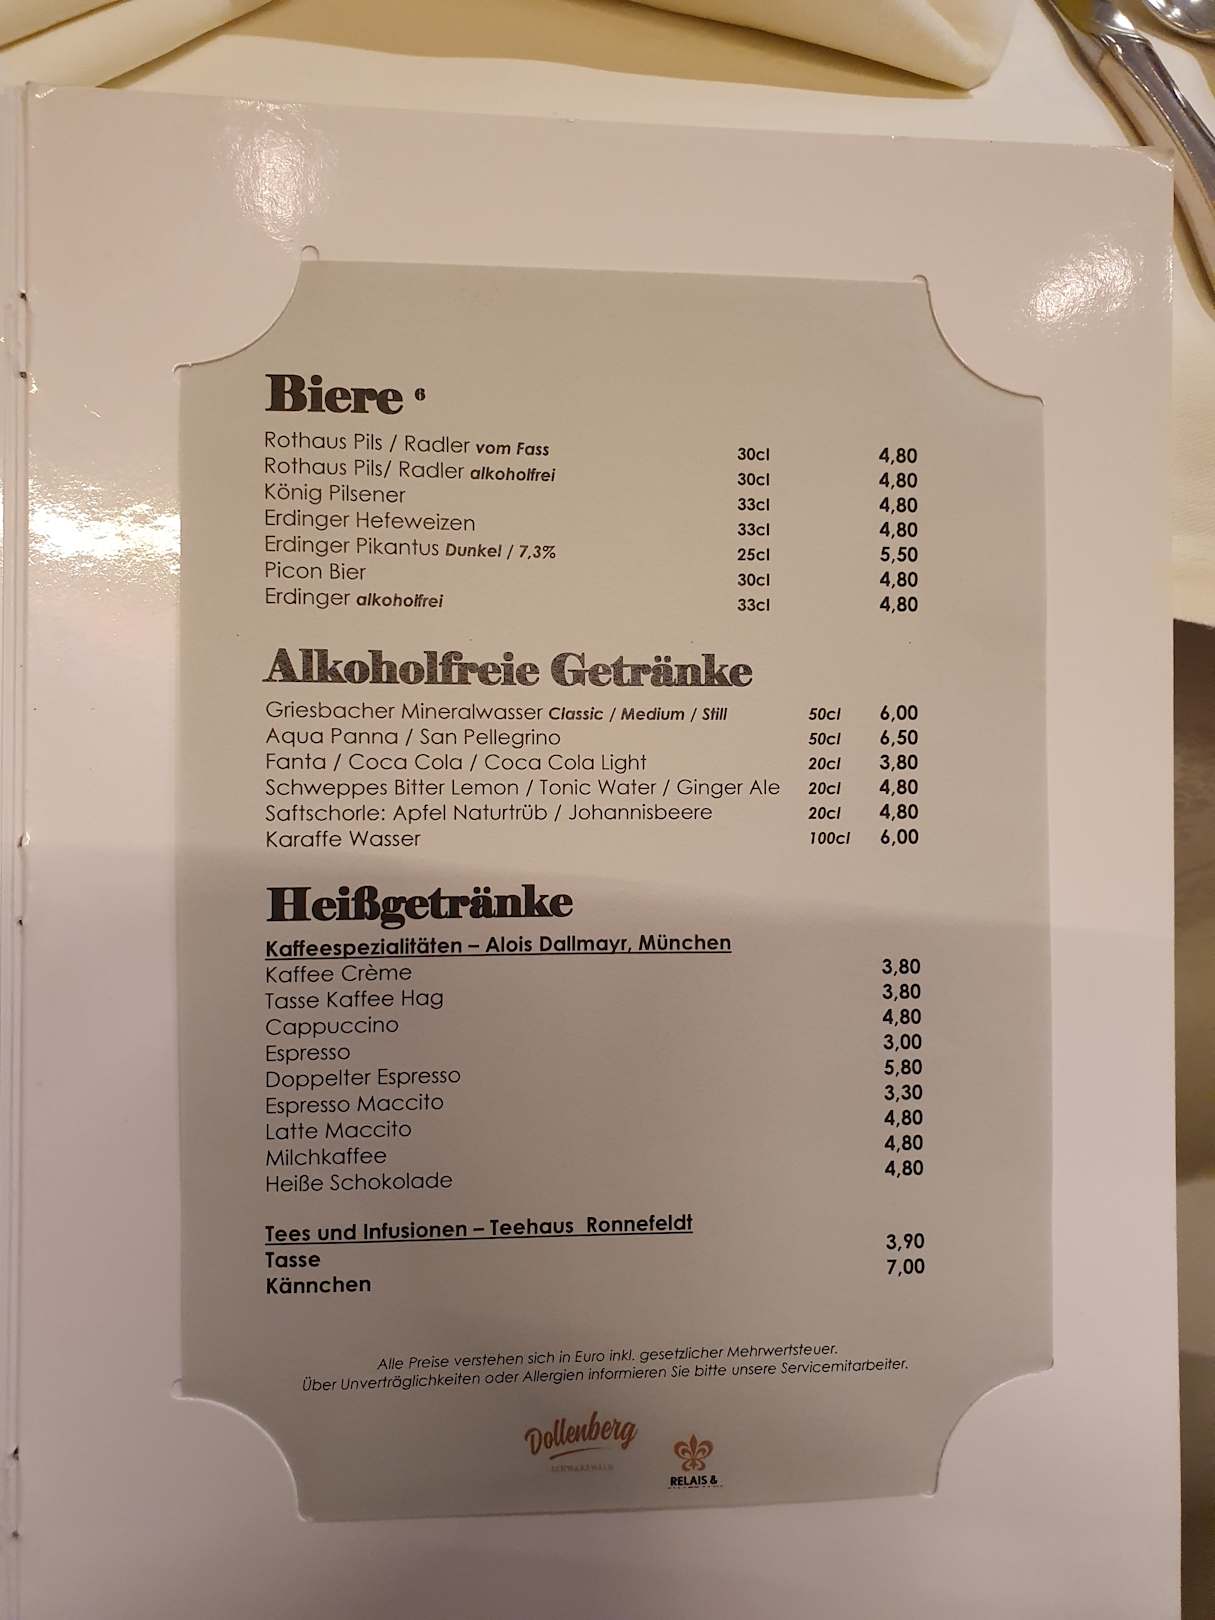 Biere 6
Rothaus Pils / Radler vom Fass 30cl 4,80
Rothaus Pils/ Radler alkoholfrei 30cl 4,80
König Pilsener 33cl 4,80
Erdinger Hefeweizen 33cl 4,80
Erdinger Pikantus Dunkel / 7,3% 25cl 5,50
Picon Bier 30cl 4,80
Erdinger alkoholfrei 33cl 4,80
Alkoholfreie Getränke
Griesbacher Mineralwasser Classic / Medium / Still 50cl 6,00
Aqua Panna / San Pellegrino 50cl 6,50
Fanta / Coca Cola / Coca Cola Light 20cl 3,80
Schweppes Bitter Lemon / Tonic Water / Ginger Ale 20cl 4,80
Saftschorle: Apfel Naturtrüb / Johannisbeere 20cl 4,80
Karaffe Wasser 100cl 6,00
Heißgetränke
Kaffeespezialitäten – Alois Dallmayr, München
Kaffee Crème 3,80
Tasse Kaffee Hag 3,80
Cappuccino 4,80
Espresso 3,00
Doppelter Espresso 5,80
Espresso Maccito 3,30
Latte Maccito 4,80
Milchkaffee 4,80
Heiße Schokolade 4,80
Tees und Infusionen – Teehaus Ronnefeldt
Tasse 3,90
Kännchen 7,00
Alle Preise verstehen sich in Euro inkl. gesetzlicher Mehrwertsteuer.
Über Unverträglichkeiten oder Allergien informieren Sie bitte unsere Servicemitarbeiter.
Dollenberg
SCHWARZWALD
RELAIS &